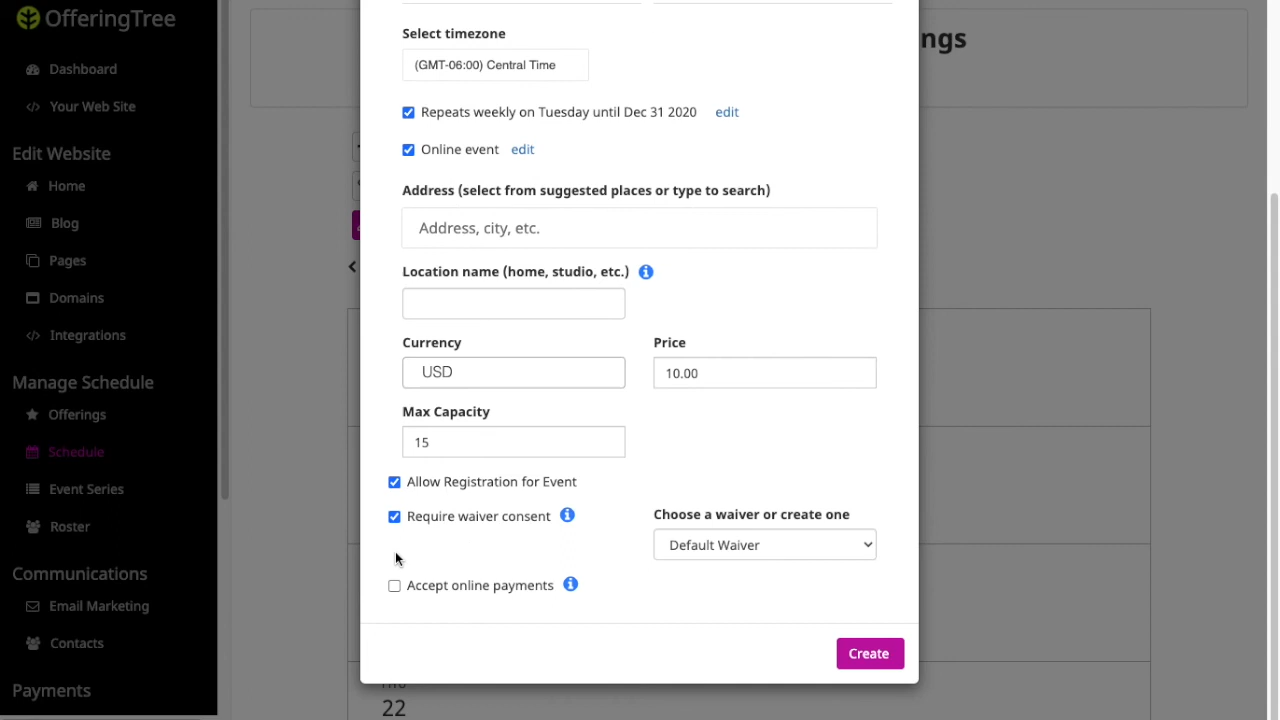 OfferingTree
Dashboard
Your Web Site
Edit Website
Home
Blog
Pages
Domains
Integrations
Manage Schedule
Offerings
Schedule
Event Series
Roster
Communications
Email Marketing
Contacts
Payments
ngs
Select timezone
(GMT-06:00) Central Time
Repeats weekly on Tuesday until Dec 31 2020 edit
Online event edit
Address (select from suggested places or type to search)
Address, city, etc.
Location name (home, studio, etc.)
Currency Price
USD 10.00
Max Capacity
15
Allow Registration for Event
Require waiver consent
Choose a waiver or create one
Default Waiver
Accept online payments
Create
22